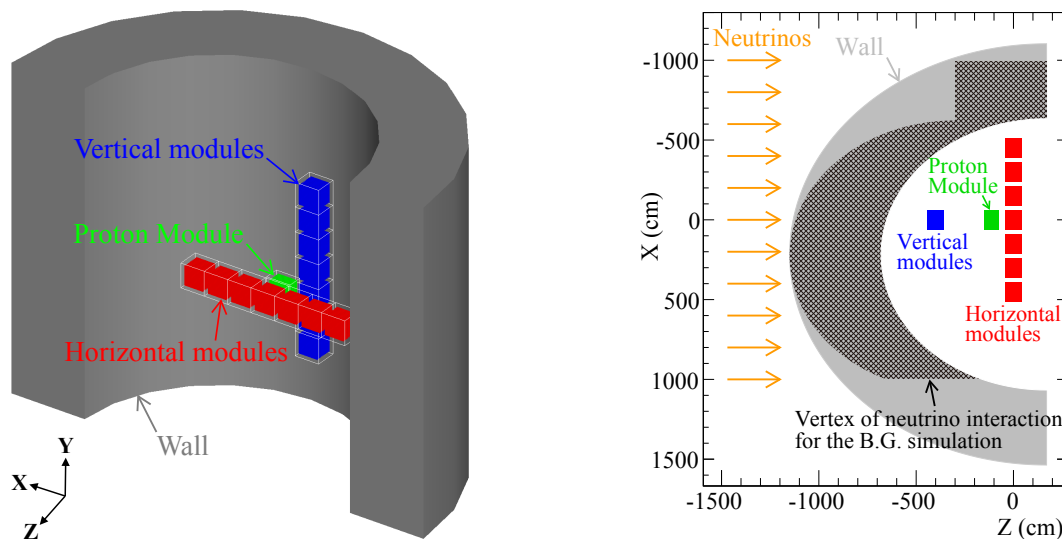 Vertical modules
Proton Module
Horizontal modules
Wall
Y
X
Z
Neutrinos
Wall
Proton
Module
Vertical
modules
Horizontal
modules
Vertex of neutrino interaction
for the B.G. simulation
X (cm)
-1000
-500
0
500
1000
1500
-1500 -1000 -500 0
Z (cm)